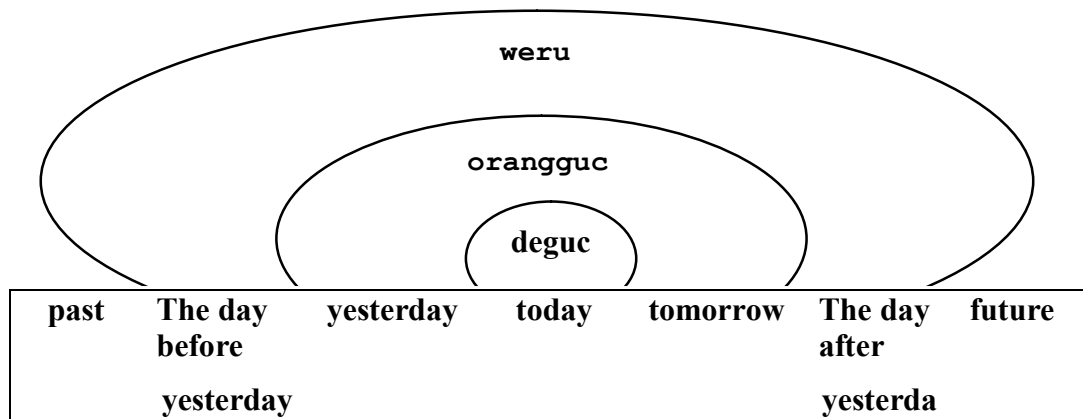 weru
orangguc
deguc
past The day yesterday today tomorrow The day future
before after
yesterday yesterda